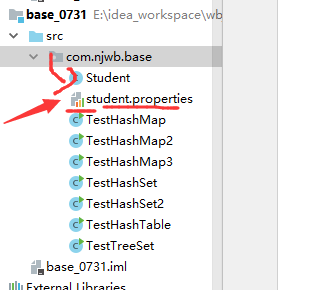 base_0731 E:\idea_workspace\wb
src
com.njwb.base
Student
student.properties
TestHashMap
TestHashMap2
TestHashMap3
TestHashSet
TestHashSet2
TestHashTable
TestTreeSet
base_0731.iml
External Libraries